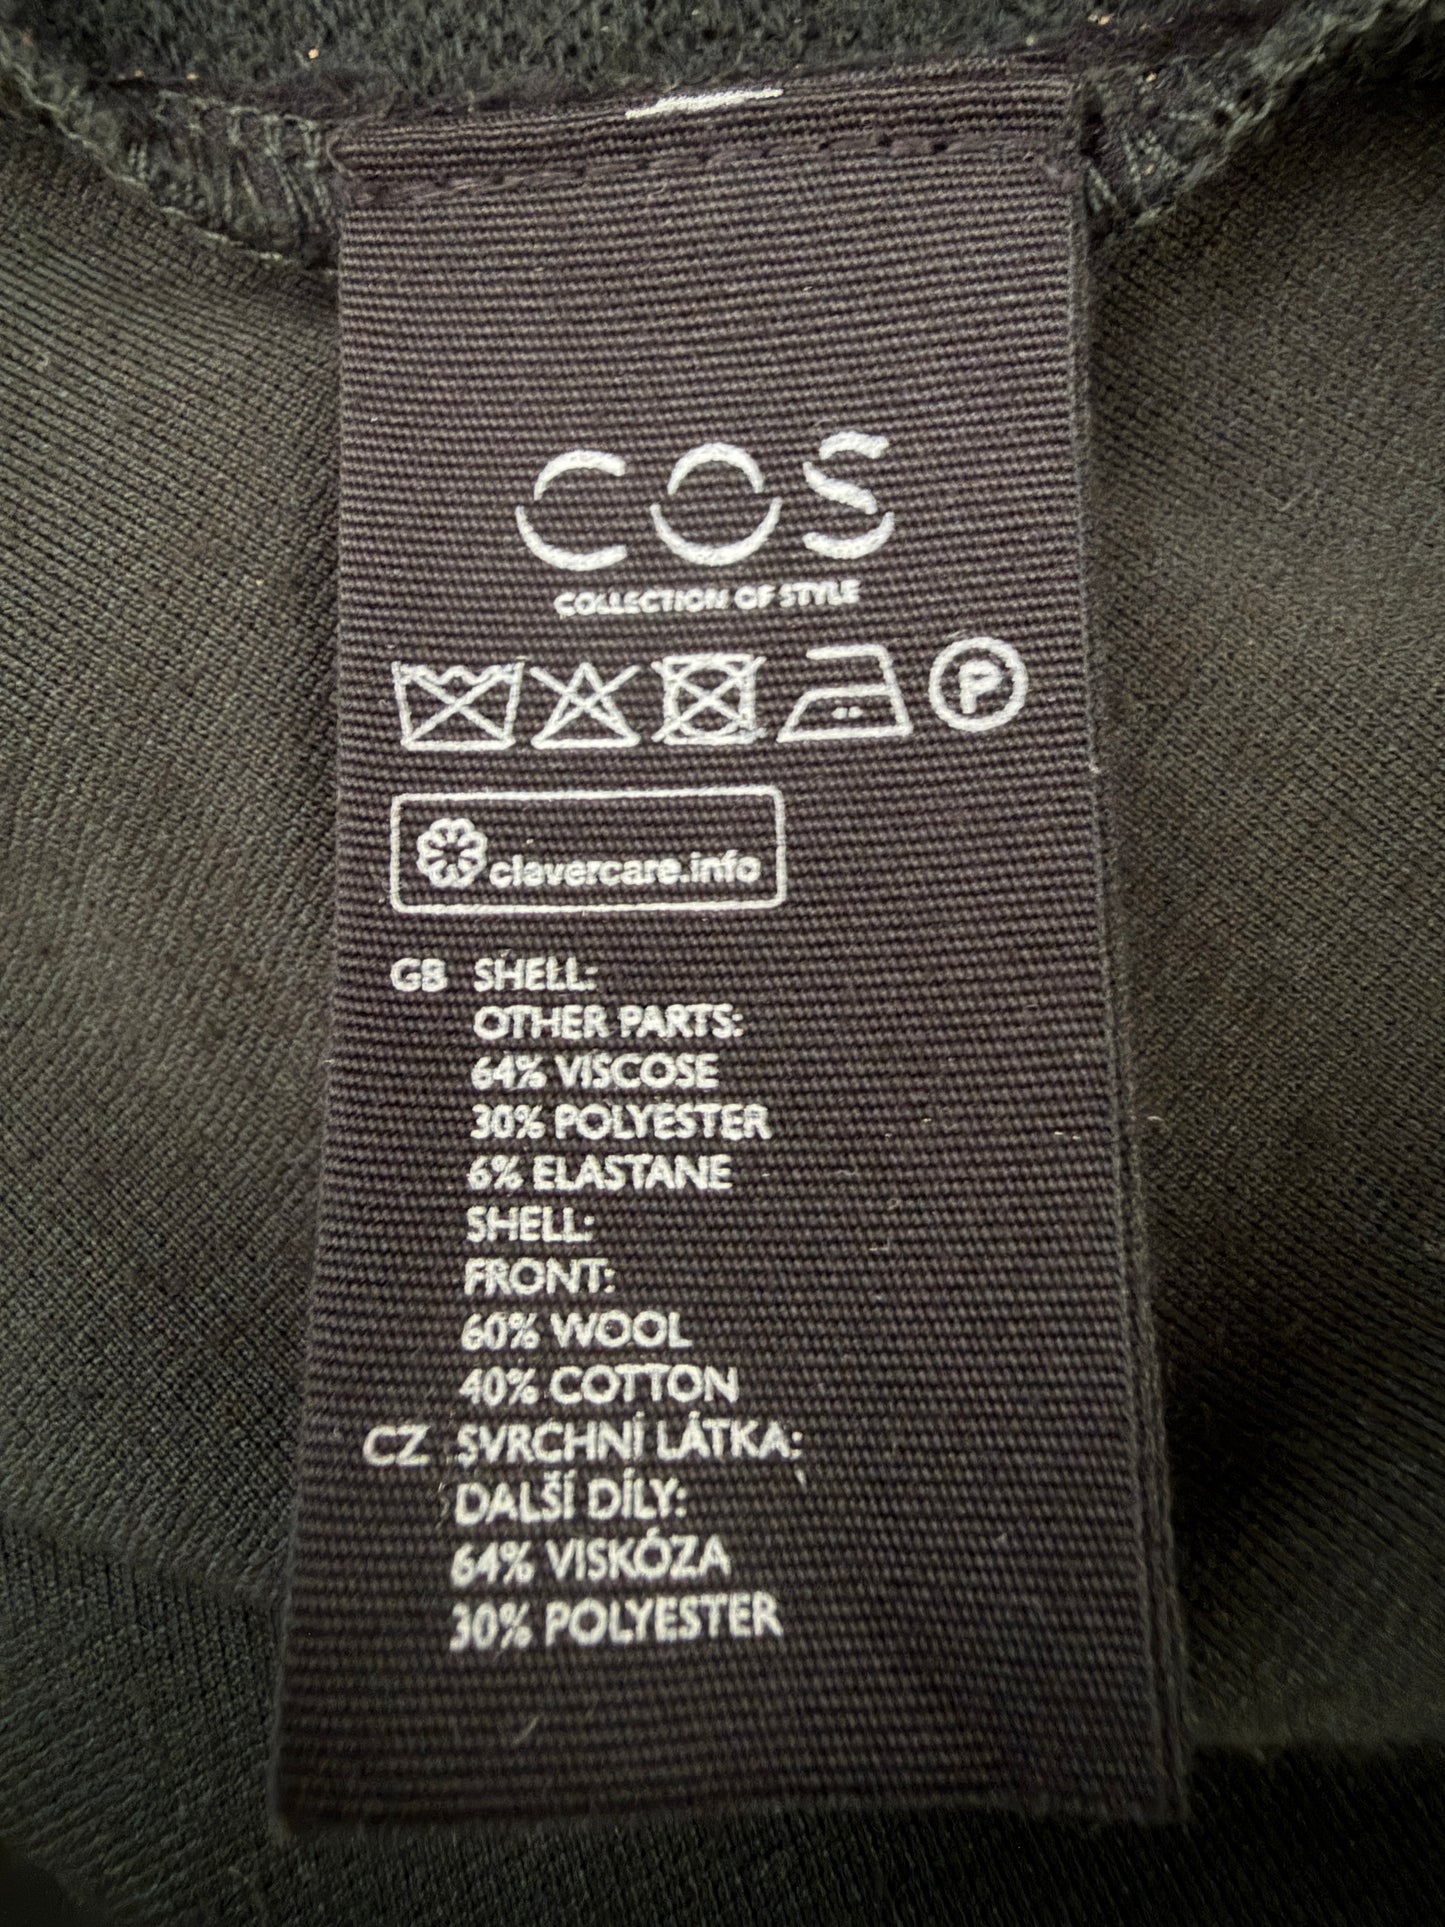 COS
COLLECTION OF STYLE
P
clevercare.info
GB SHELL:
OTHER PARTS:
64% VISCOSE
30% POLYESTER
6% ELASTANE
SHELL:
FRONT:
60% WOOL
40% COTTON
CZ SVRCHNÍ LÁTKA:
DALŠÍ DÍLY:
64% VISKÓZA
30% POLYESTER